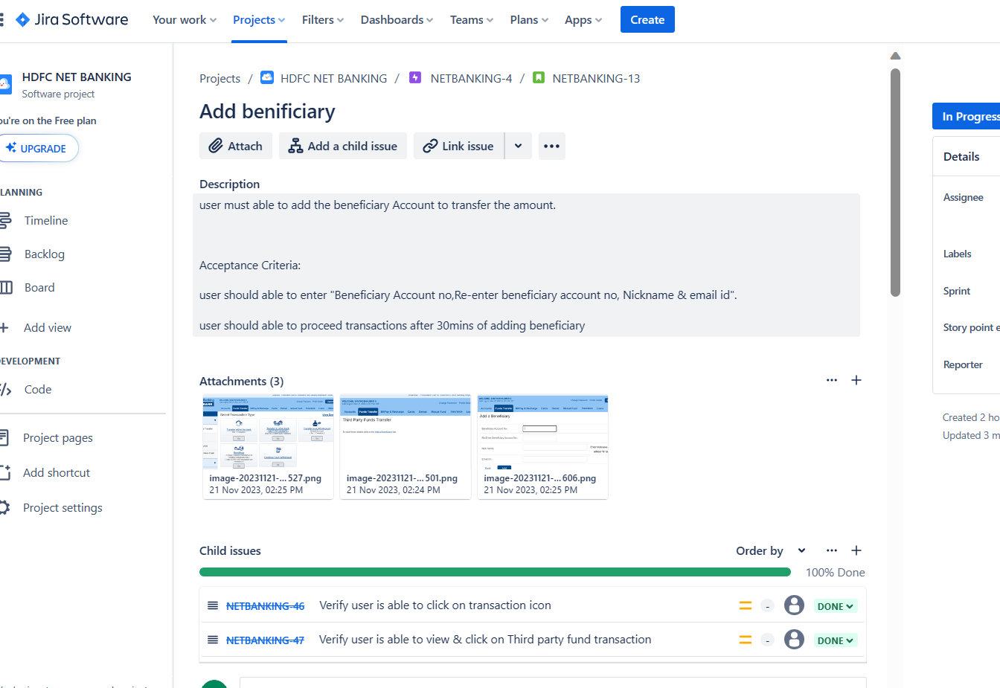 Jira Software
Your work
Projects
Filters
Dashboards
Teams
Plans
Apps
Create
HDFC NET BANKING
Software project
ou're on the Free plan
UPGRADE
LANNING
Timeline
Backlog
Board
Add view
EVELOPMENT
Code
Project pages
Add shortcut
Project settings
Projects / HDFC NET BANKING / NETBANKING-4 / NETBANKING-13
Add benificiary
Attach
Add a child issue
Link issue
Description
user must able to add the beneficiary Account to transfer the amount.
Acceptance Criteria:
user should able to enter "Beneficiary Account no,Re-enter beneficiary account no, Nickname & email id".
user should able to proceed transactions after 30mins of adding beneficiary
Attachments (3)
Select Transaction Type
Third Party Funds Transfer
Add a Beneficiary
image-20231121-...527.png
21 Nov 2023, 02:25 PM
image-20231121-...501.png
21 Nov 2023, 02:24 PM
image-20231121-...606.png
21 Nov 2023, 02:25 PM
Child issues
Order by
100% Done
NETBANKING-46 Verify user is able to click on transaction icon - DONE
NETBANKING-47 Verify user is able to view & click on Third party fund transaction - DONE
In Progress
Details
Assignee
Labels
Sprint
Story point e
Reporter
Created 2 ho
Updated 3 m